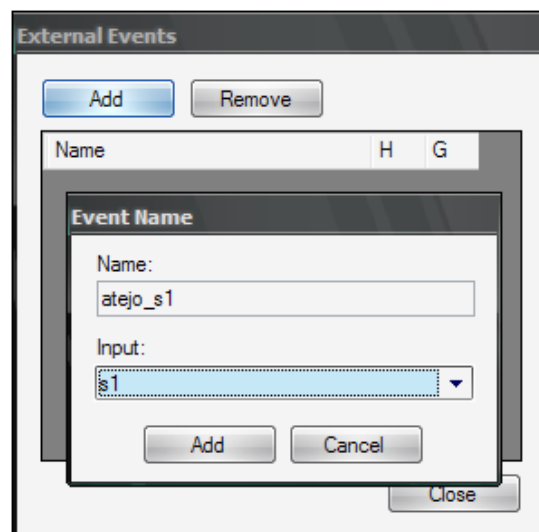 External Events
Add Remove
Name H G
Event Name
Name:
atejo_s1
Input:
s1
Add Cancel
Close